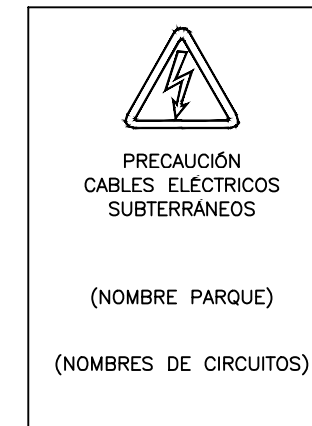 PRECAUCIÓN
CABLES ELÉCTRICOS
SUBTERRÁNEOS
(NOMBRE PARQUE)
(NOMBRES DE CIRCUITOS)